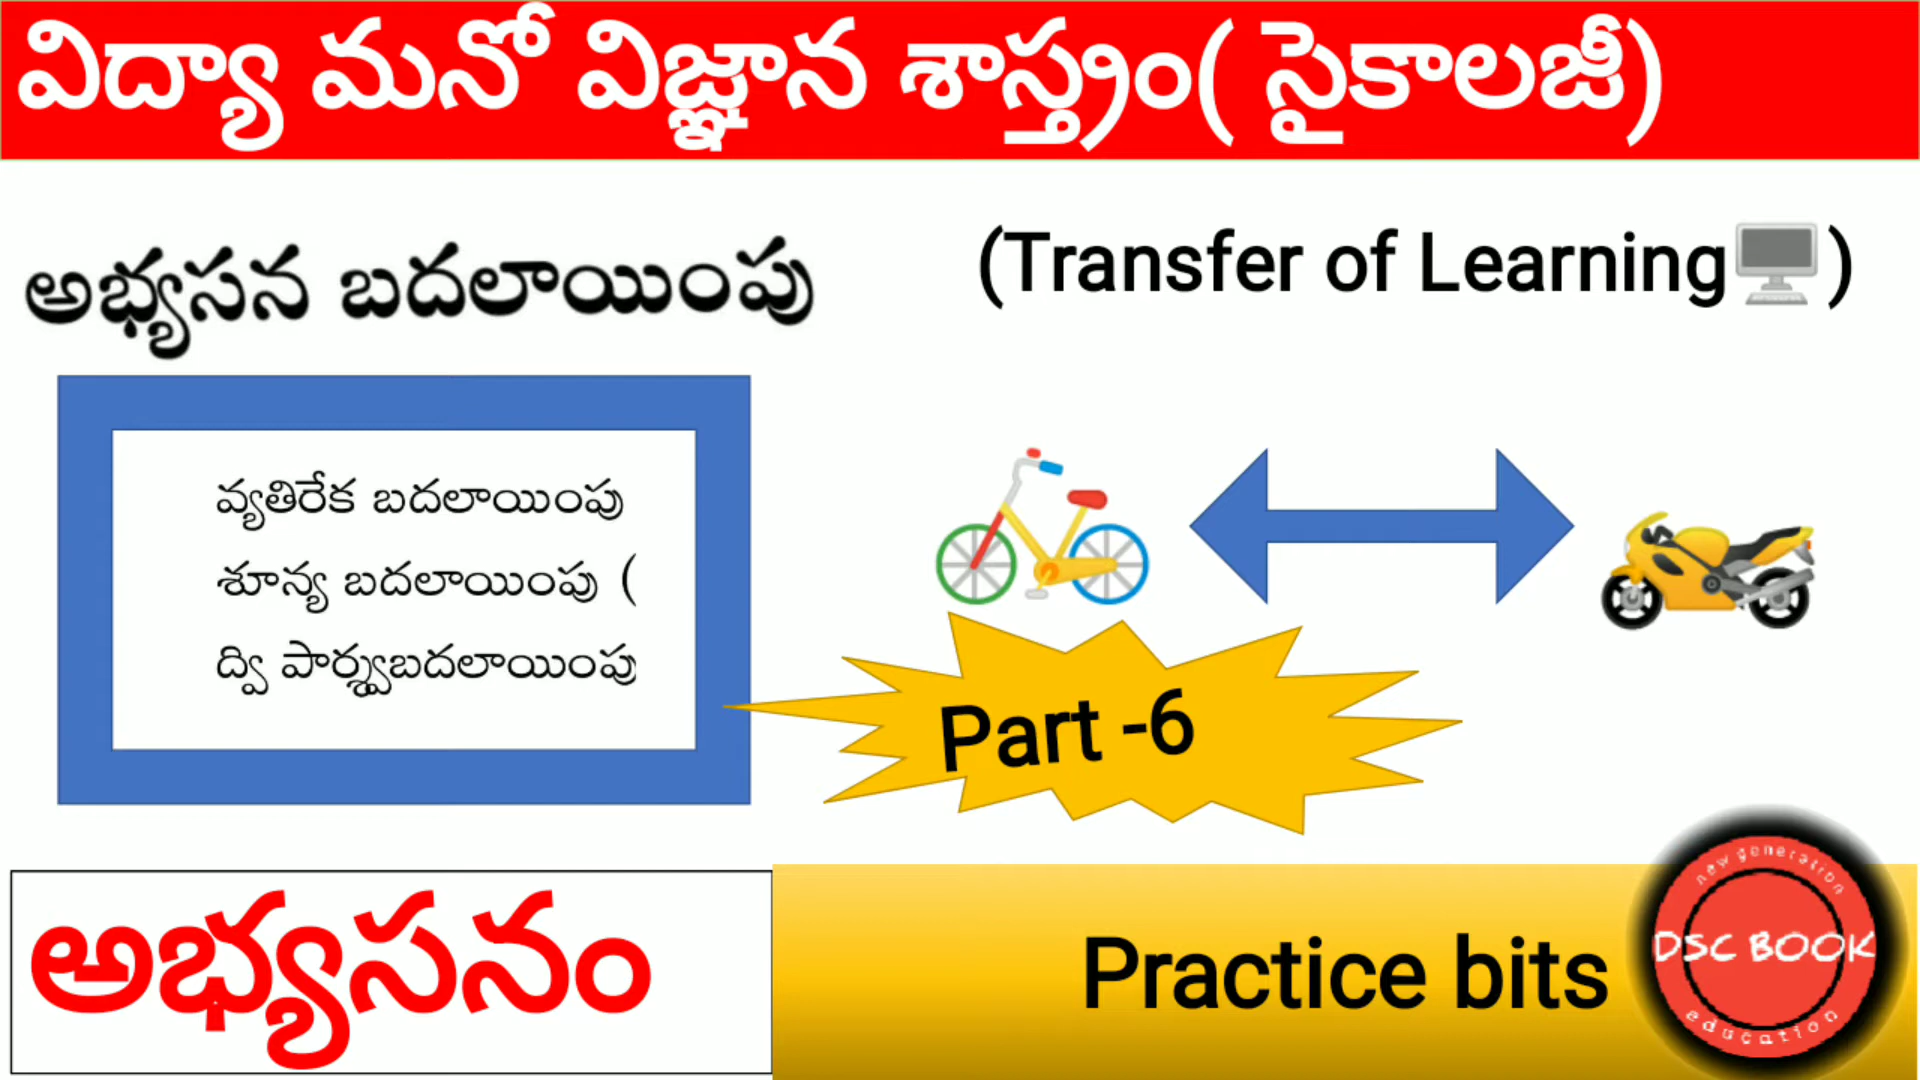 విద్యా మనో విజ్ఞాన శాస్త్రం( సైకాలజీ)
అభ్యసన బదలాయింపు
(Transfer of Learning🖥️)
వ్యతిరేక బదలాయింపు
శూన్య బదలాయింపు (
ద్వి పార్శ్వబదలాయింపు
Part -6
అభ్యసనం
Practice bits
new generation
DSC BOOK
education